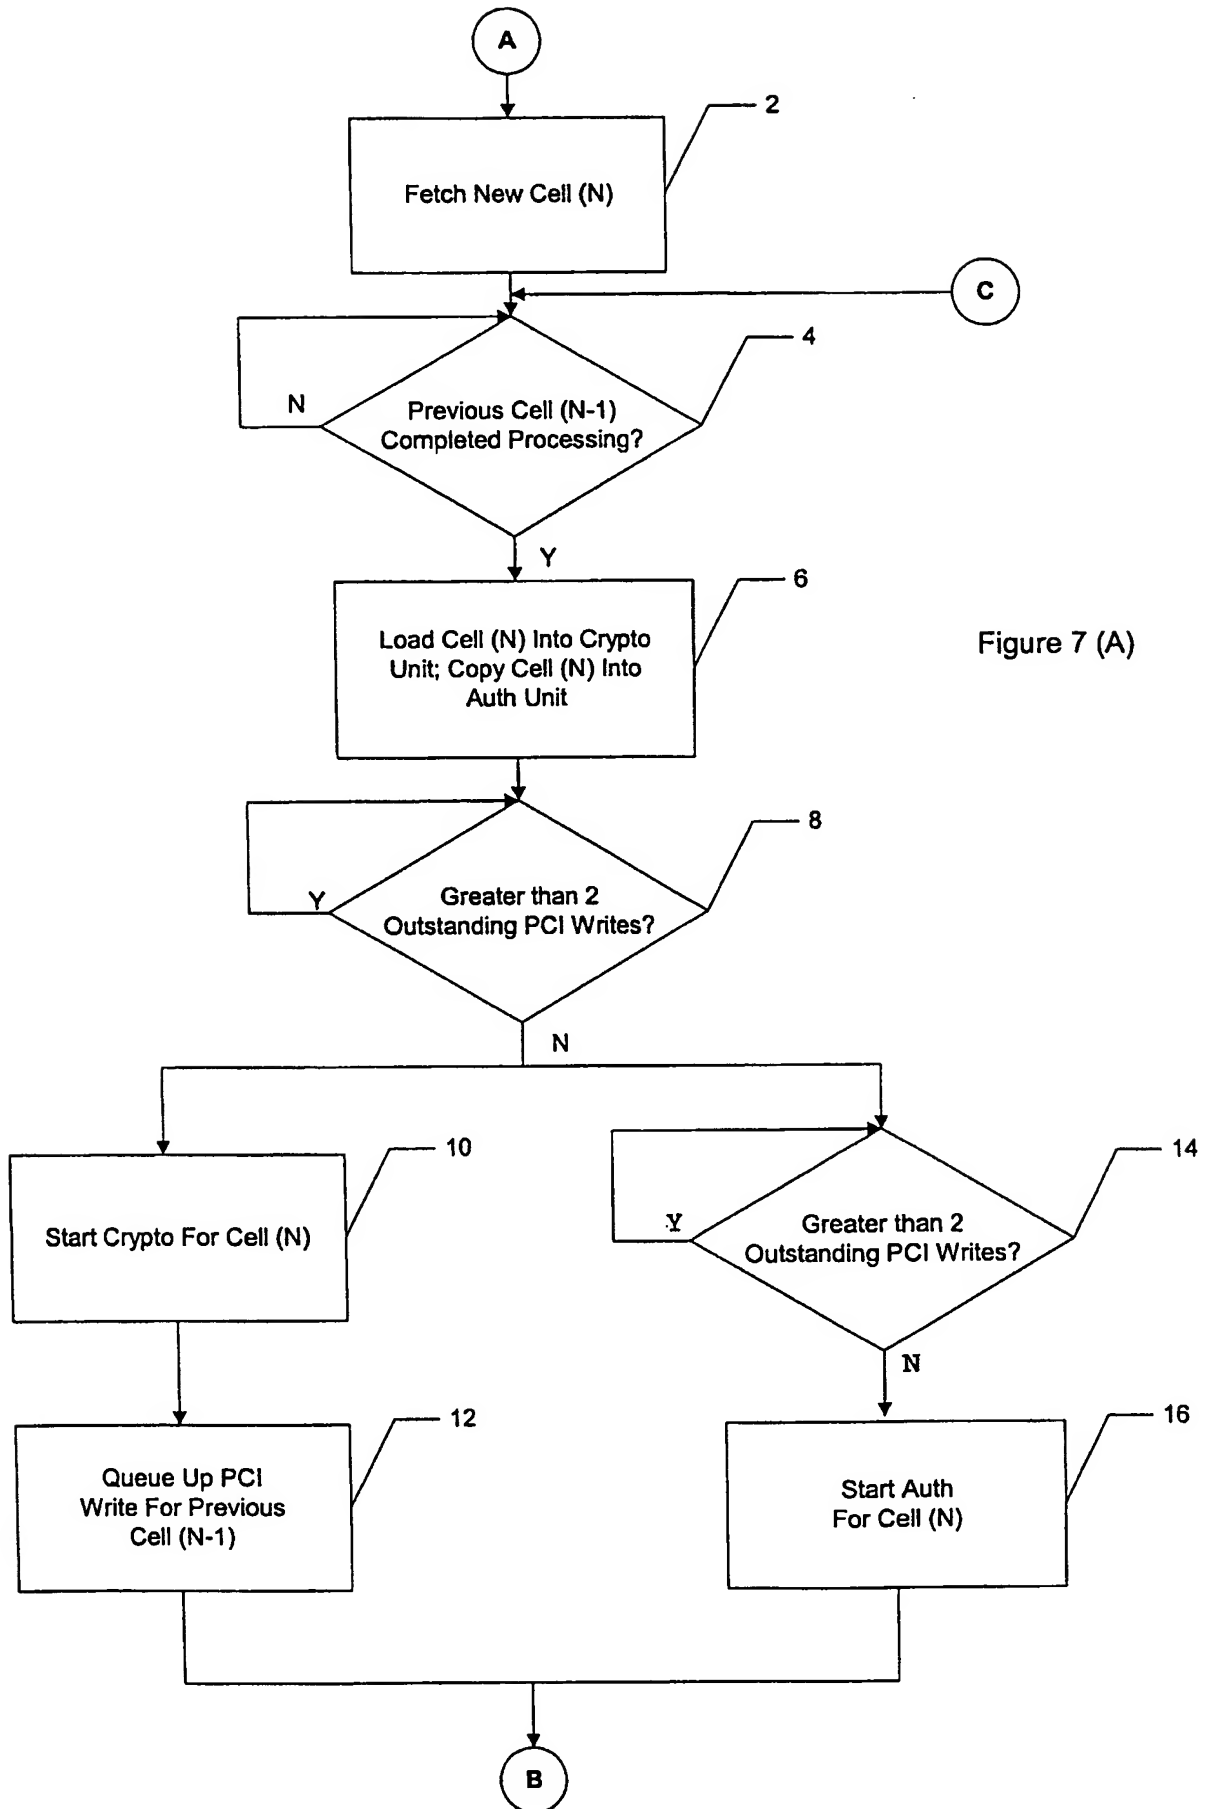 A
2
Fetch New Cell (N)
C
4
N
Previous Cell (N-1)
Completed Processing?
Y
6
Load Cell (N) Into Crypto
Unit; Copy Cell (N) Into
Auth Unit
Figure 7 (A)
8
Y
Greater than 2
Outstanding PCI Writes?
N
10
14
Start Crypto For Cell (N)
Y
Greater than 2
Outstanding PCI Writes?
N
12
16
Queue Up PCI
Write For Previous
Cell (N-1)
Start Auth
For Cell (N)
B